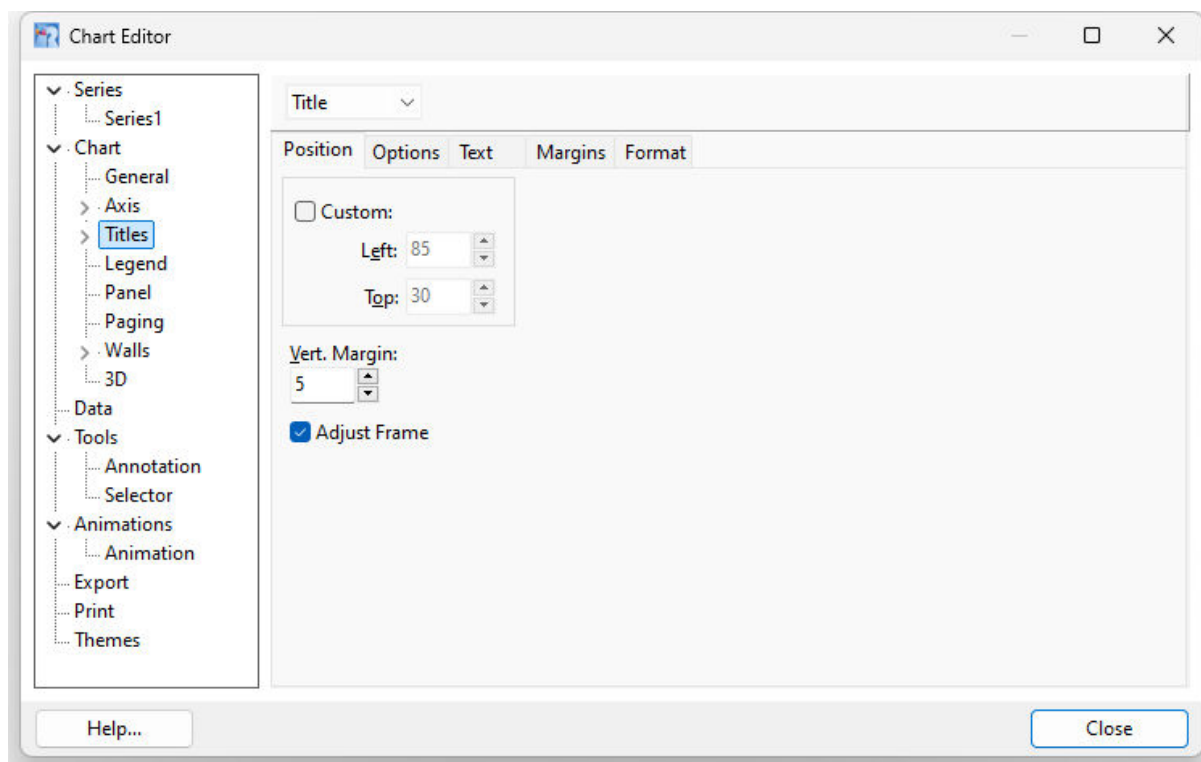 Chart Editor
Series
Series1
Chart
General
Axis
Titles
Legend
Panel
Paging
Walls
3D
Data
Tools
Annotation
Selector
Animations
Animation
Export
Print
Themes
Title
Position Options Text Margins Format
Custom:
Left: 85
Top: 30
Vert. Margin:
5
Adjust Frame
Help... Close